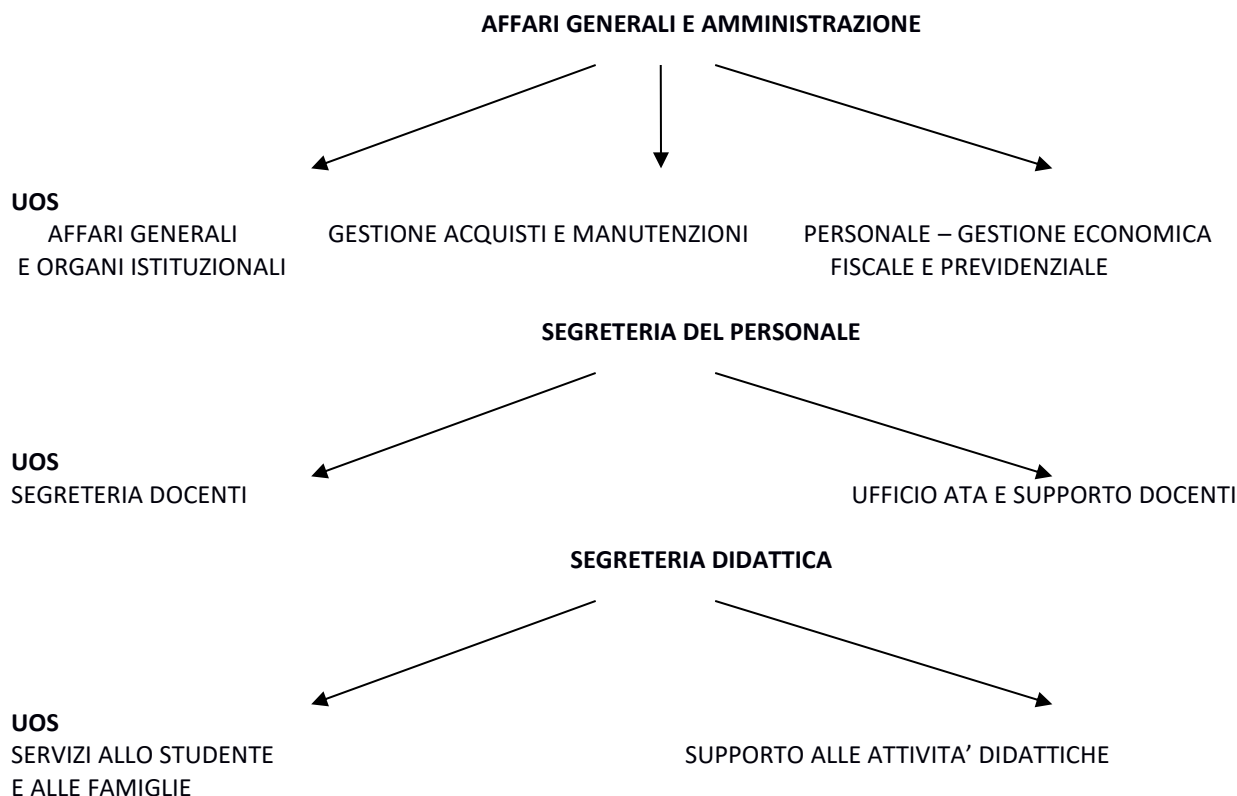 AFFARI GENERALI E AMMINISTRAZIONE
UOS
AFFARI GENERALI GESTIONE ACQUISTI E MANUTENZIONI PERSONALE – GESTIONE ECONOMICA
E ORGANI ISTITUZIONALI FISCALE E PREVIDENZIALE
SEGRETERIA DEL PERSONALE
UOS
SEGRETERIA DOCENTI UFFICIO ATA E SUPPORTO DOCENTI
SEGRETERIA DIDATTICA
UOS
SERVIZI ALLO STUDENTE SUPPORTO ALLE ATTIVITA’ DIDATTICHE
E ALLE FAMIGLIE